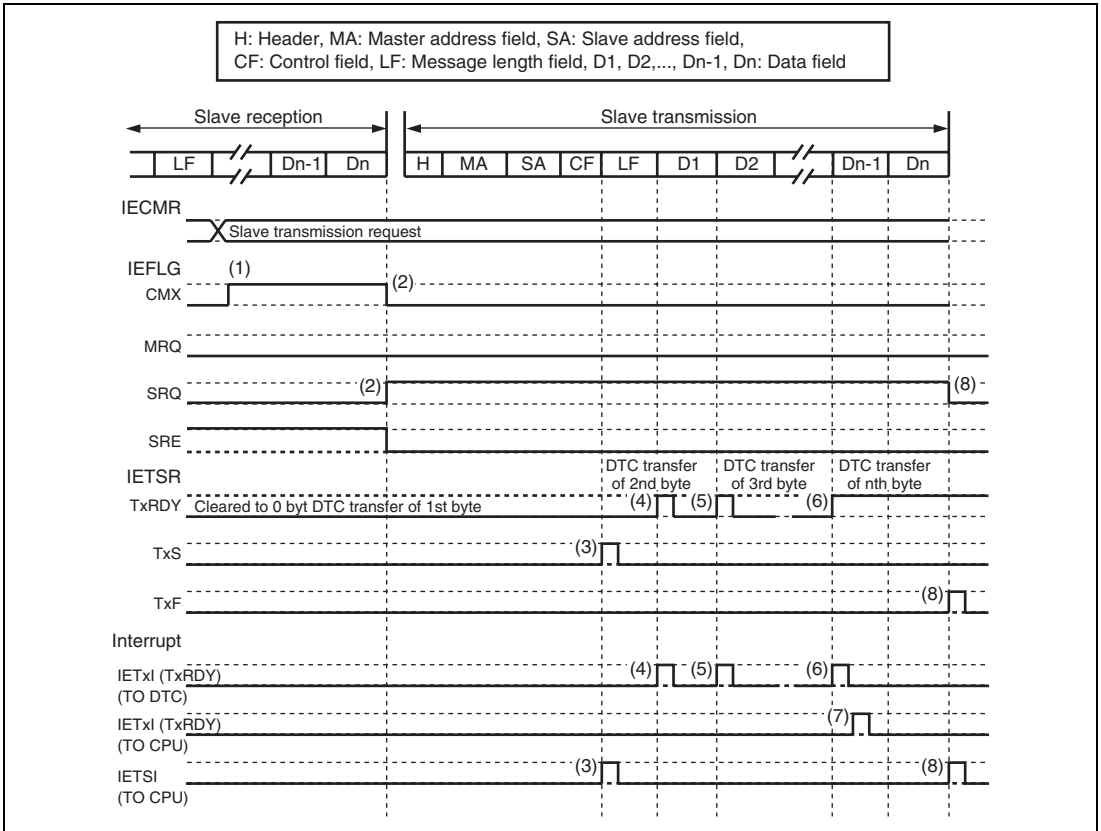 H: Header, MA: Master address field, SA: Slave address field,
CF: Control field, LF: Message length field, D1, D2,..., Dn-1, Dn: Data field
Slave reception
Slave transmission
LF Dn-1 Dn H MA SA CF LF D1 D2 Dn-1 Dn
IECMR
Slave transmission request
IEFLG
(1)
CMX
(2)
MRQ
SRQ
(2)
(8)
SRE
IETSR
DTC transfer
of 2nd byte
DTC transfer
of 3rd byte
DTC transfer
of nth byte
TxRDY
Cleared to 0 byt DTC transfer of 1st byte
(4)
(5)
(6)
TxS
(3)
TxF
(8)
Interrupt
IETxI (TxRDY)
(TO DTC)
(4)
(5)
(6)
IETxI (TxRDY)
(TO CPU)
(7)
IETSI
(TO CPU)
(3)
(8)